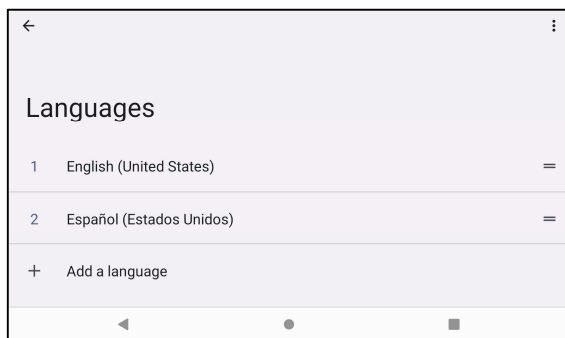 Languages
1 English (United States)
2 Español (Estados Unidos)
+ Add a language